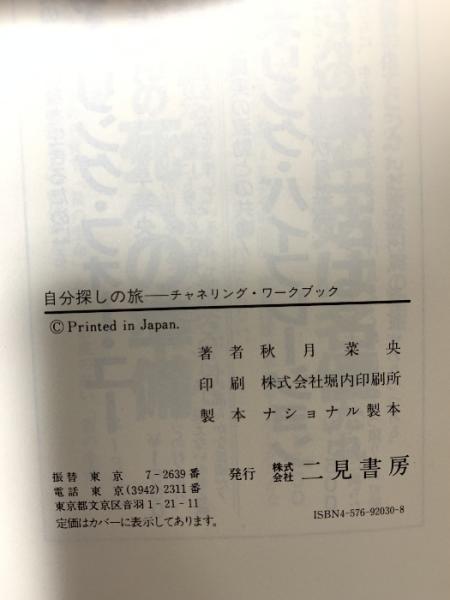 自分探しの旅——チャネリング・ワークブック
©Printed in Japan.
著者 秋月菜央
印刷 株式会社堀内印刷所
製本 ナショナル製本
発行 株式会社 二見書房
振替 東京 7-2639番
電話 東京(3942)2311番
東京都文京区音羽1-21-11
定価はカバーに表示してあります。
ISBN4-576-92030-8